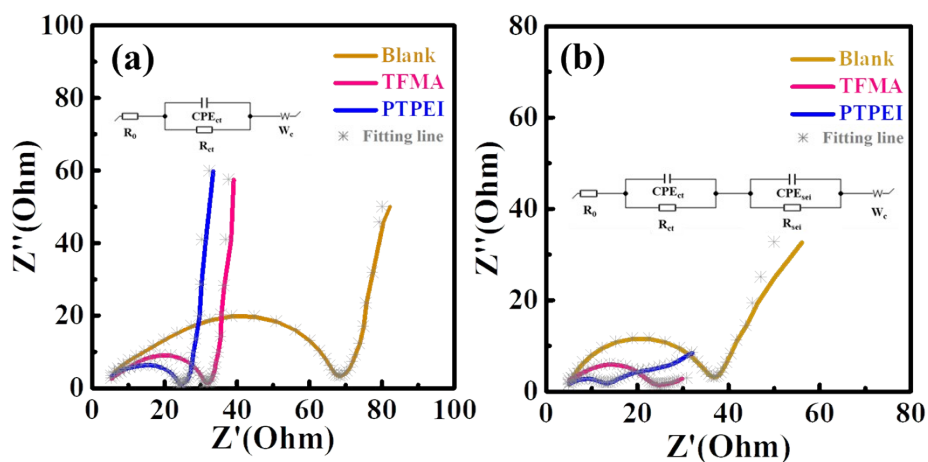 (a)
Blank
TFMA
PTPEI
Fitting line
CPEct
R0
Rct
Wc
100
80
60
40
20
0
0 20 40 60 80 100
Z''(Ohm)
Z'(Ohm)
(b)
Blank
TFMA
PTPEI
Fitting line
CPEct CPEsei
R0 Rct Rsei Wc
80
60
40
20
0
0 20 40 60 80
Z''(Ohm)
Z'(Ohm)